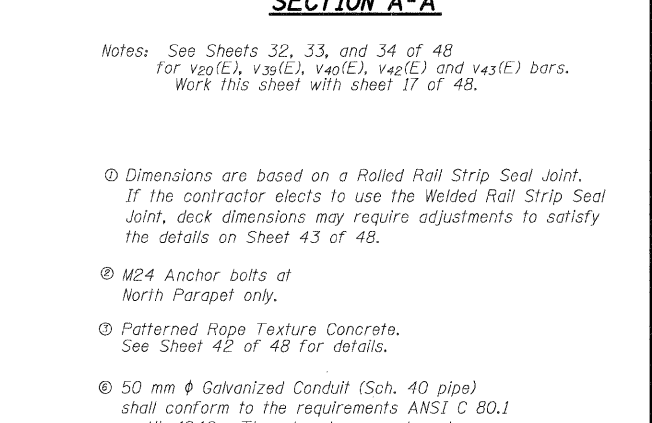 SECTION A-A
Notes: See Sheets 32, 33, and 34 of 48
for v20(E), v39(E), v40(E), v42(E) and v43(E) bars.
Work this sheet with sheet 17 of 48.
① Dimensions are based on a Rolled Rail Strip Seal Joint.
If the contractor elects to use the Welded Rail Strip Seal
Joint, deck dimensions may require adjustments to satisfy
the details on Sheet 43 of 48.
② M24 Anchor bolts at
North Parapet only.
③ Patterned Rope Texture Concrete.
See Sheet 42 of 48 for details.
⑥ 50 mm ϕ Galvanized Conduit (Sch. 40 pipe)
shall conform to the requirements ANSI C 80.1